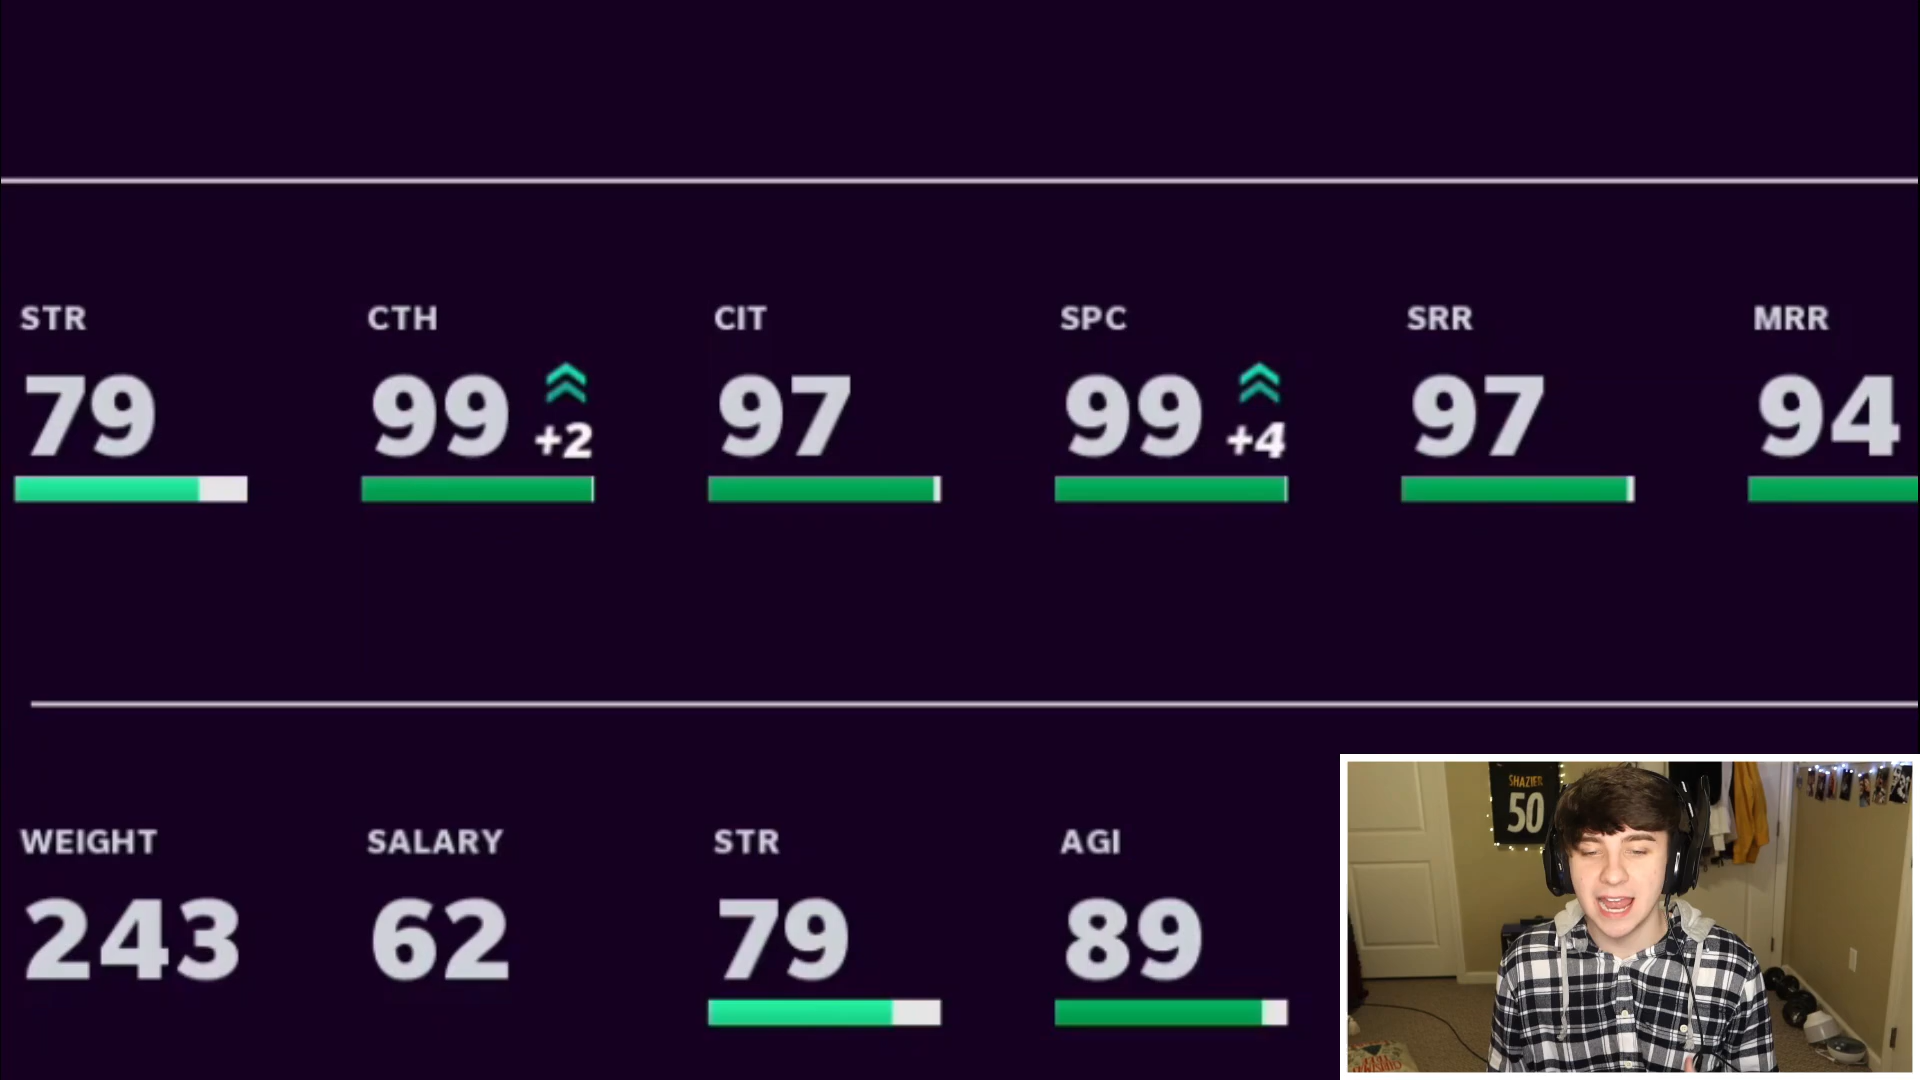 STR CTH CIT SPC SRR MRR
79 99 +2 97 99 +4 97 94
WEIGHT SALARY STR AGI
243 62 79 89
SHAZIER
50